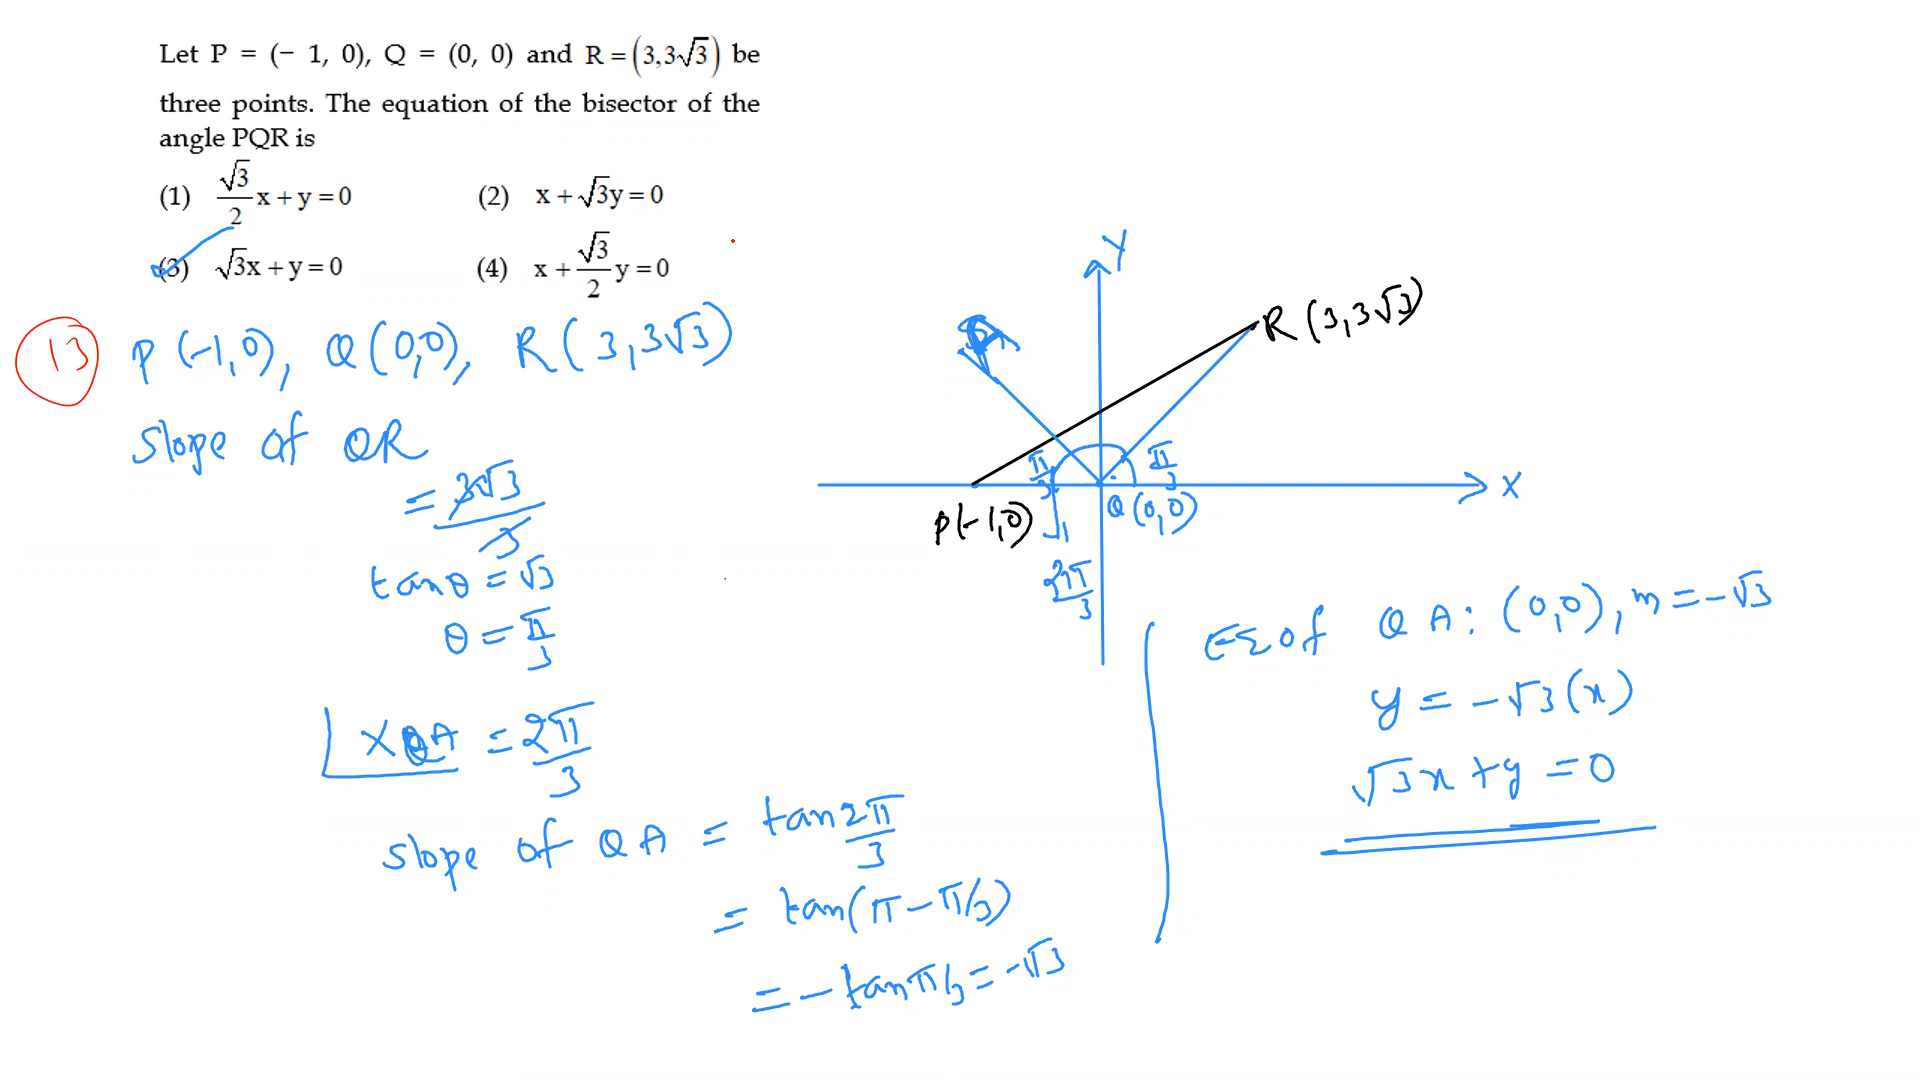 Let P = (− 1, 0), Q = (0, 0) and R = (3, 3√3) be
three points. The equation of the bisector of the
angle PQR is
(1) √3/2 x + y = 0 (2) x + √3y = 0
(3) √3x + y = 0 (4) x + √3/2 y = 0
13 P(-1,0), Q(0,0), R(3,3√3)
Slope of QR
= 3√3/3
tanθ = √3
θ = π/3
XQA = 2π/3
slope of QA = tan 2π/3
= tan(π − π/3)
= − tan π/3 = -√3
Y
R (3, 3√3)
A
π/3 π/3
X
P(-1,0) Q(0,0)
2π/3
Eq of QA: (0,0), m = -√3
y = -√3(x)
√3x + y = 0